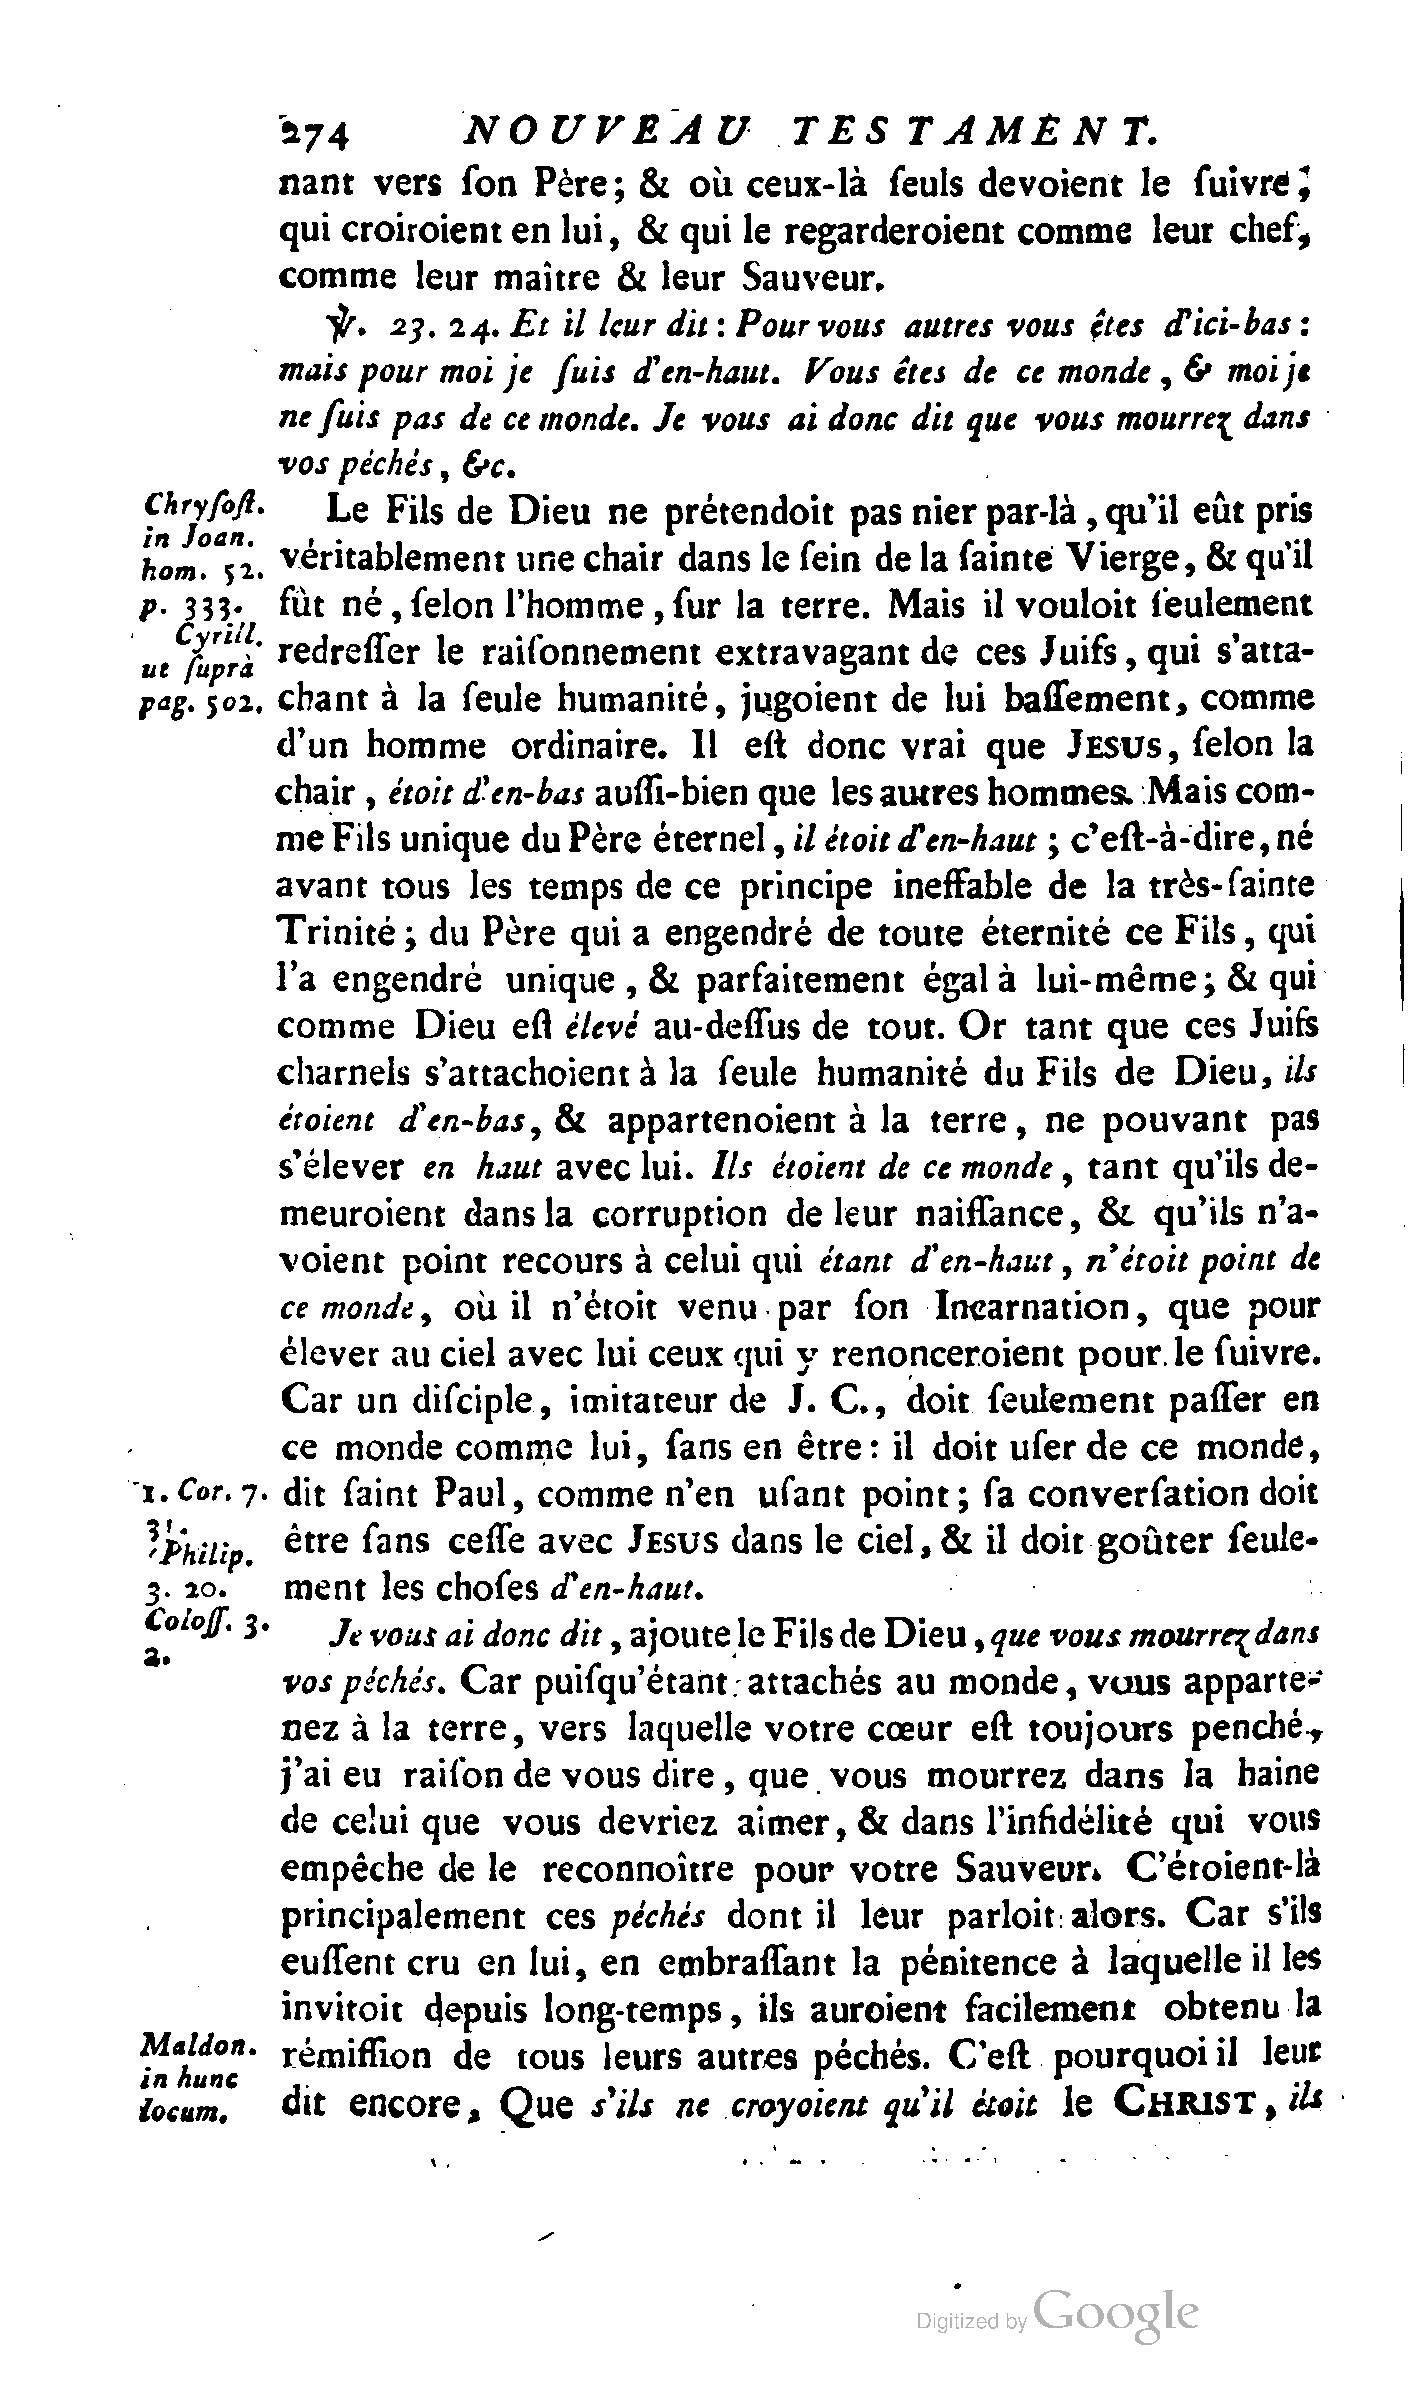 274 NOUVEAU TESTAMENT.
nant vers ſon Père; & où ceux-là ſeuls devoient le ſuivre;
qui croiroient en lui, & qui le regarderoient comme leur chef,
comme leur maître & leur Sauveur.
℣. 23. 24. Et il leur dit : Pour vous autres vous êtes d'ici-bas :
mais pour moi je ſuis d'en-haut. Vous êtes de ce monde, & moi je
ne ſuis pas de ce monde. Je vous ai donc dit que vous mourrez dans
vos péchés, &c.
Chryſoſt.
in Joan.
hom. 52.
p. 333.
Cyrill.
ut ſuprà
pag. 502.
Le Fils de Dieu ne prétendoit pas nier par-là, qu'il eût pris
véritablement une chair dans le ſein de la ſainte Vierge, & qu'il
fût né, ſelon l'homme, ſur la terre. Mais il vouloit ſeulement
redreſſer le raiſonnement extravagant de ces Juifs, qui s'atta-
chant à la ſeule humanité, jugoient de lui baſſement, comme
d'un homme ordinaire. Il eſt donc vrai que JESUS, ſelon la
chair, étoit d'en-bas auſſi-bien que les autres hommes. Mais com-
me Fils unique du Père éternel, il étoit d'en-haut ; c'eſt-à-dire, né
avant tous les temps de ce principe ineffable de la très-ſainte
Trinité ; du Père qui a engendré de toute éternité ce Fils, qui
l'a engendré unique, & parfaitement égal à lui-même; & qui
comme Dieu eſt élevé au-deſſus de tout. Or tant que ces Juifs
charnels s'attachoient à la ſeule humanité du Fils de Dieu, ils
étoient d'en-bas, & appartenoient à la terre, ne pouvant pas
s'élever en haut avec lui. Ils étoient de ce monde, tant qu'ils de-
meuroient dans la corruption de leur naiſſance, & qu'ils n'a-
voient point recours à celui qui étant d'en-haut, n'étoit point de
ce monde, où il n'étoit venu par ſon Incarnation, que pour
élever au ciel avec lui ceux qui y renonceroient pour le ſuivre.
Car un diſciple, imitateur de J. C., doit ſeulement paſſer en
ce monde comme lui, ſans en être : il doit uſer de ce monde,
dit ſaint Paul, comme n'en uſant point ; ſa converſation doit
être ſans ceſſe avec JESUS dans le ciel, & il doit goûter ſeule-
ment les choſes d'en-haut.
1. Cor. 7.
31.
Philip.
3. 20.
Coloſſ. 3.
2.
Je vous ai donc dit, ajoute le Fils de Dieu, que vous mourrez dans
vos péchés. Car puiſqu'étant attachés au monde, vous apparte-
nez à la terre, vers laquelle votre cœur eſt toujours penché,
j'ai eu raiſon de vous dire, que vous mourrez dans la haine
de celui que vous devriez aimer, & dans l'infidélité qui vous
empêche de le reconnoître pour votre Sauveur. C'étoient-là
principalement ces péchés dont il leur parloit alors. Car s'ils
euſſent cru en lui, en embraſſant la pénitence à laquelle il les
invitoit depuis long-temps, ils auroient facilement obtenu la
rémiſſion de tous leurs autres péchés. C'eſt pourquoi il leur
dit encore, Que s'ils ne croyoient qu'il étoit le CHRIST, ils
Maldon.
in hunc
locum.
Digitized by Google